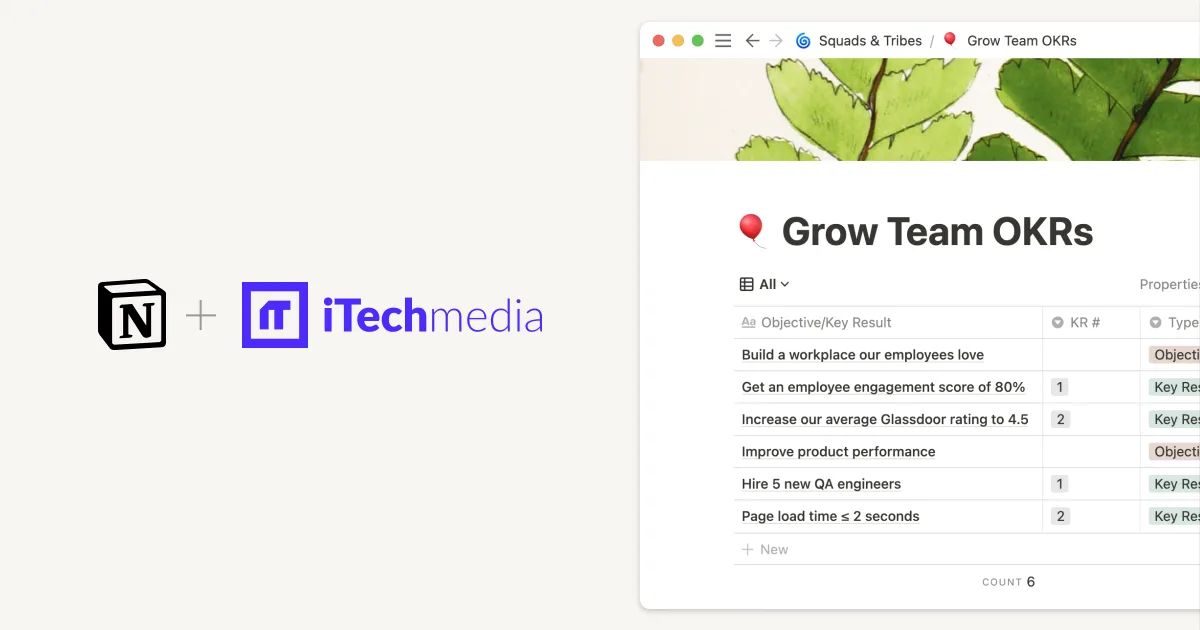 Squads & Tribes / Grow Team OKRs
N
iTechmedia
Grow Team OKRs
All
Properties
Aa Objective/Key Result KR # Type
Build a workplace our employees love Objecti
Get an employee engagement score of 80% 1 Key Res
Increase our average Glassdoor rating to 4.5 2 Key Res
Improve product performance Objecti
Hire 5 new QA engineers 1 Key Res
Page load time ≤ 2 seconds 2 Key Res
+ New
COUNT 6